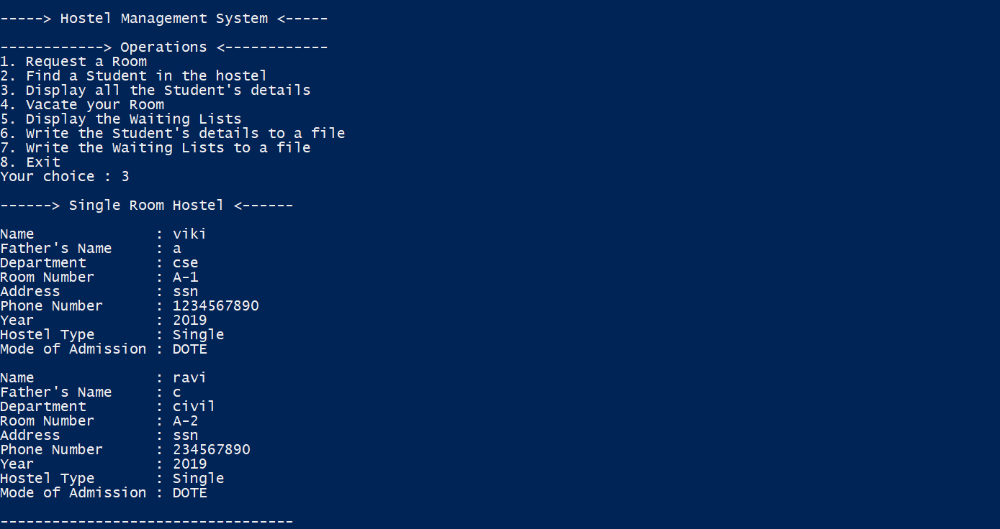 -----> Hostel Management System <-----
------------> Operations <------------
1. Request a Room
2. Find a Student in the hostel
3. Display all the Student's details
4. Vacate your Room
5. Display the Waiting Lists
6. Write the Student's details to a file
7. Write the Waiting Lists to a file
8. Exit
Your choice : 3
------> Single Room Hostel <------
Name              : viki
Father's Name     : a
Department        : cse
Room Number       : A-1
Address           : ssn
Phone Number      : 1234567890
Year              : 2019
Hostel Type       : Single
Mode of Admission : DOTE
Name              : ravi
Father's Name     : c
Department        : civil
Room Number       : A-2
Address           : ssn
Phone Number      : 234567890
Year              : 2019
Hostel Type       : Single
Mode of Admission : DOTE
----------------------------------